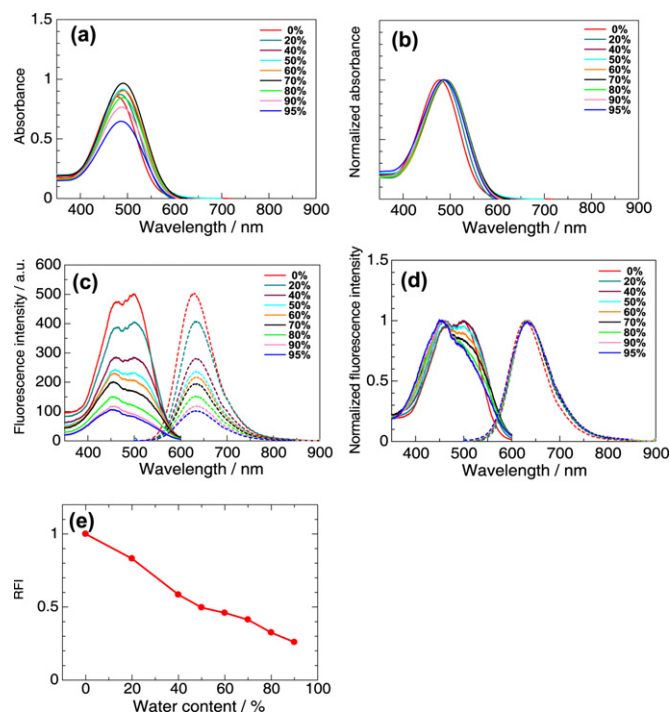 (a)
Absorbance
1.5
1
0.5
0
400 500 600 700 800 900
Wavelength / nm
0%
20%
40%
50%
60%
70%
80%
90%
95%
(b)
Normalized absorbance
1.5
1
0.5
0
400 500 600 700 800 900
Wavelength / nm
0%
20%
40%
50%
60%
70%
80%
90%
95%
(c)
Fluorescence intensity / a.u.
600
500
400
300
200
100
0
400 500 600 700 800 900
Wavelength / nm
0%
20%
40%
50%
60%
70%
80%
90%
95%
(d)
Normalized fluorescence intensity
1.5
1
0.5
0
400 500 600 700 800 900
Wavelength / nm
0%
20%
40%
50%
60%
70%
80%
90%
95%
(e)
RFI
1
0.5
0
0 20 40 60 80 100
Water content / %